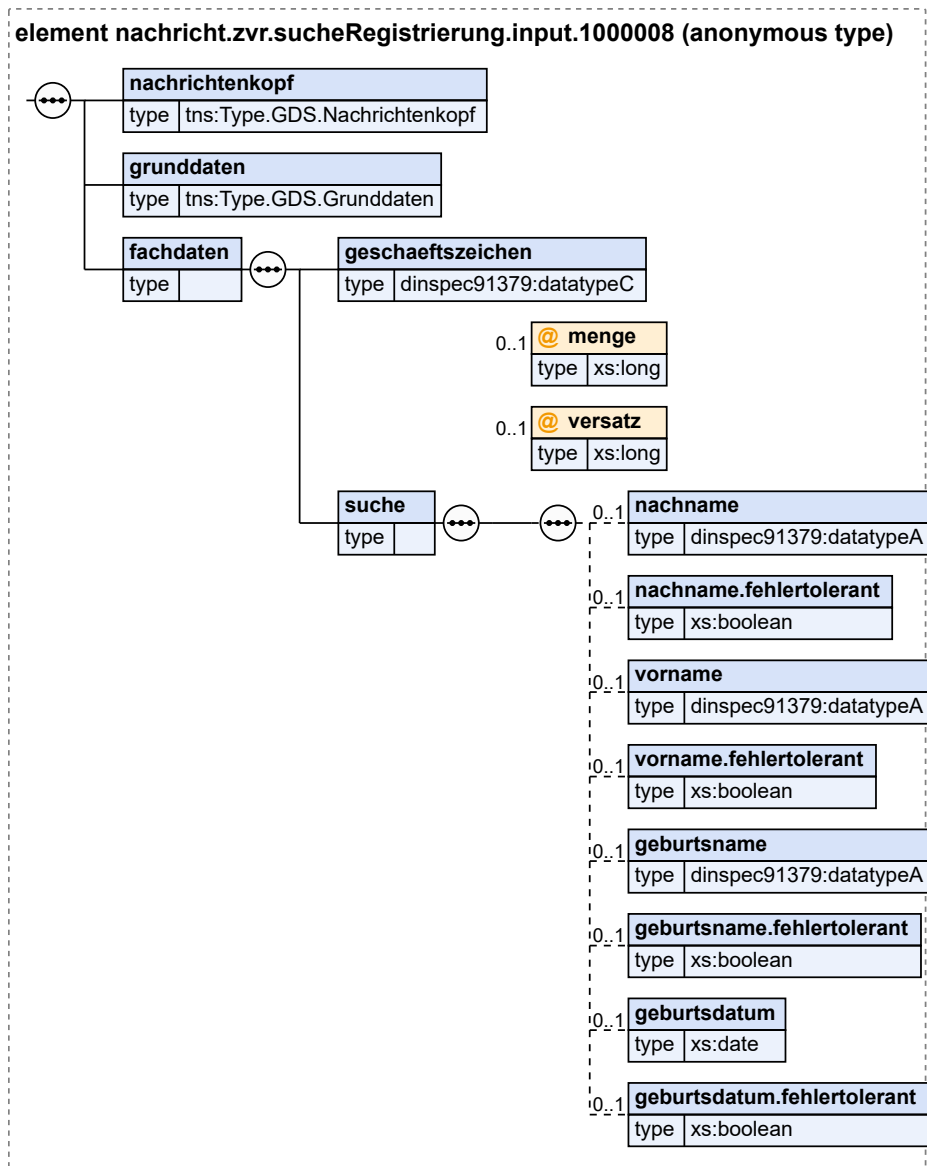 element nachricht.zvr.sucheRegistrierung.input.1000008 (anonymous type)
nachrichtenkopf
type tns:Type.GDS.Nachrichtenkopf
grunddaten
type tns:Type.GDS.Grunddaten
fachdaten
type
geschaeftszeichen
type dinspec91379:datatypeC
0..1 @ menge
type xs:long
0..1 @ versatz
type xs:long
suche
type
0..1 nachname
type dinspec91379:datatypeA
0..1 nachname.fehlertolerant
type xs:boolean
0..1 vorname
type dinspec91379:datatypeA
0..1 vorname.fehlertolerant
type xs:boolean
0..1 geburtsname
type dinspec91379:datatypeA
0..1 geburtsname.fehlertolerant
type xs:boolean
0..1 geburtsdatum
type xs:date
0..1 geburtsdatum.fehlertolerant
type xs:boolean